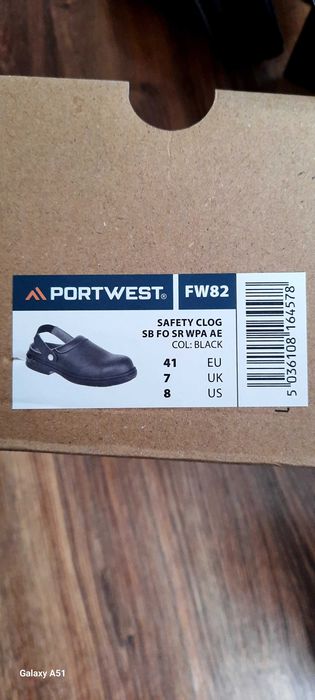 PORTWEST®
FW82
SAFETY CLOG
SB FO SR WPA AE
COL: BLACK
41 EU
7 UK
8 US
5 036108 164578
Galaxy A51